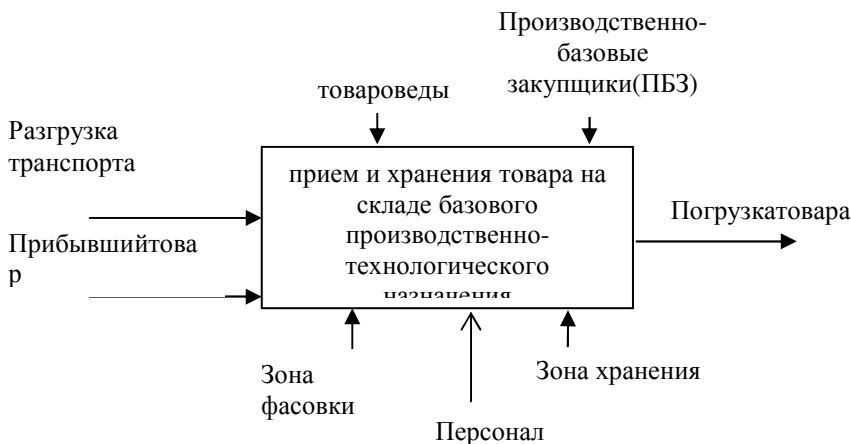 Производственно-
базовые
закупщики(ПБЗ)
товароведы
Разгрузка
транспорта
Прибывшийтова
р
прием и хранения товара на
складе базового
производственно-
технологического
назначения
Погрузкатовара
Зона
фасовки
Персонал
Зона хранения